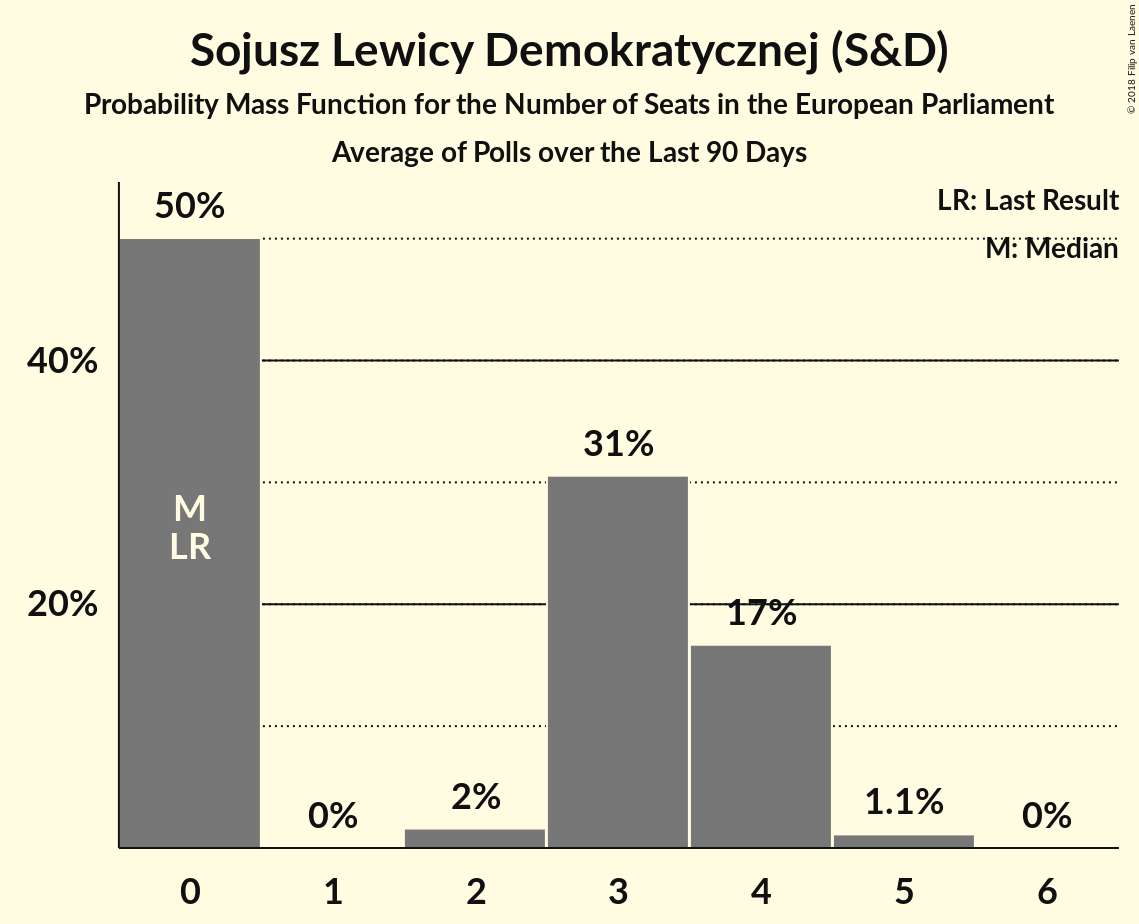 Sojusz Lewicy Demokratycznej (S&D)
Probability Mass Function for the Number of Seats in the European Parliament
Average of Polls over the Last 90 Days
© 2018 Filip van Laenen
LR: Last Result
M: Median
50%
40%
31%
M
LR
20%
17%
2%
1.1%
0%
0%
0 1 2 3 4 5 6